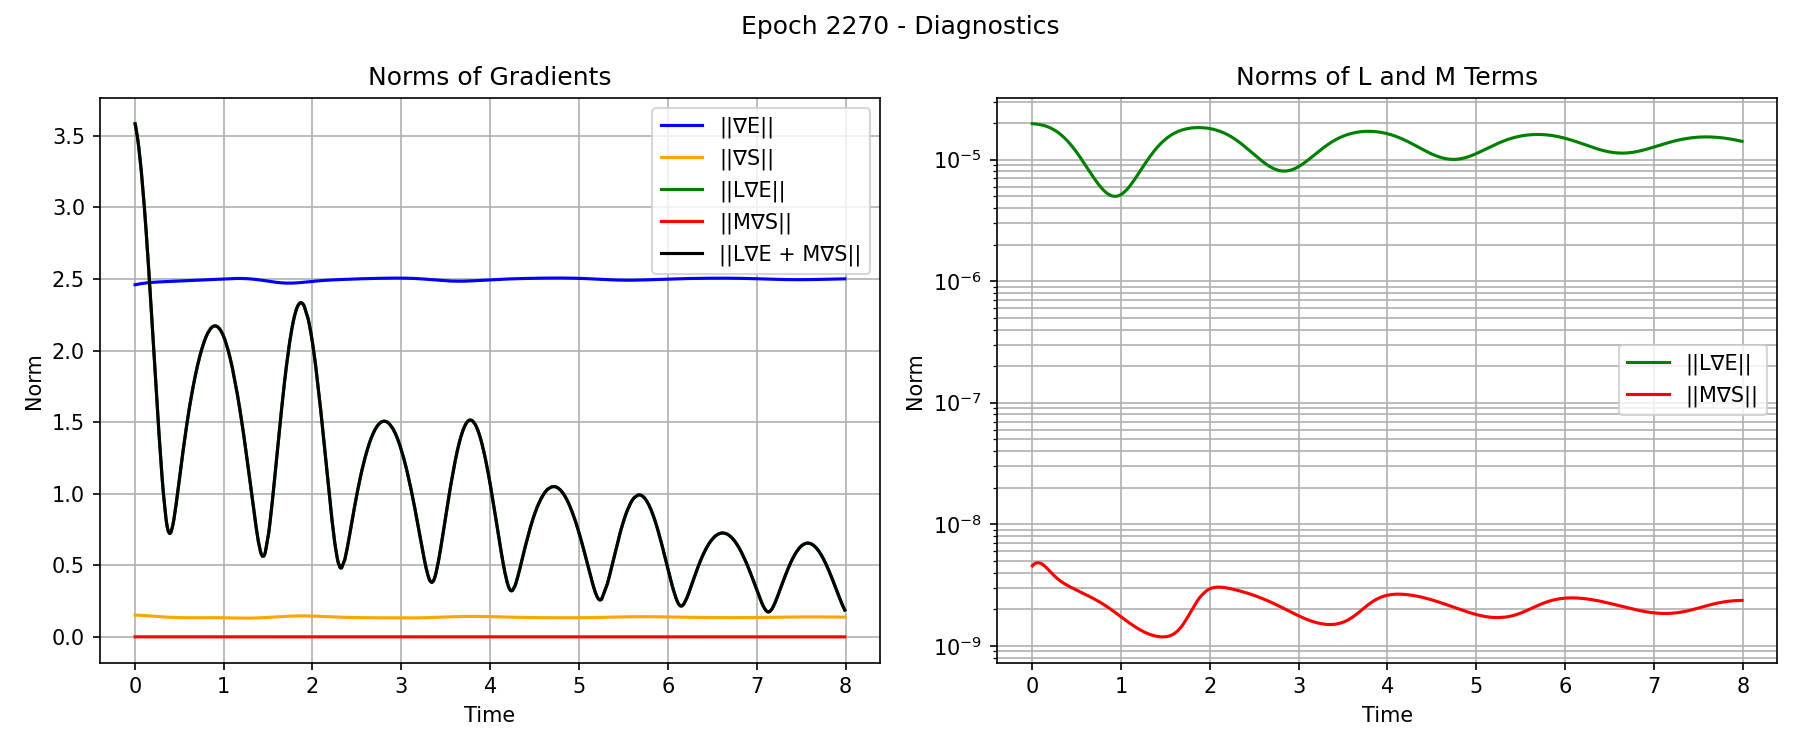 Epoch 2270 - Diagnostics
Norms of Gradients
Norm
3.5
3.0
2.5
2.0
1.5
1.0
0.5
0.0
||∇E||
||∇S||
||L∇E||
||M∇S||
||L∇E + M∇S||
0 1 2 3 4 5 6 7 8
Time
Norms of L and M Terms
Norm
10⁻⁵
10⁻⁶
10⁻⁷
10⁻⁸
10⁻⁹
||L∇E||
||M∇S||
0 1 2 3 4 5 6 7 8
Time